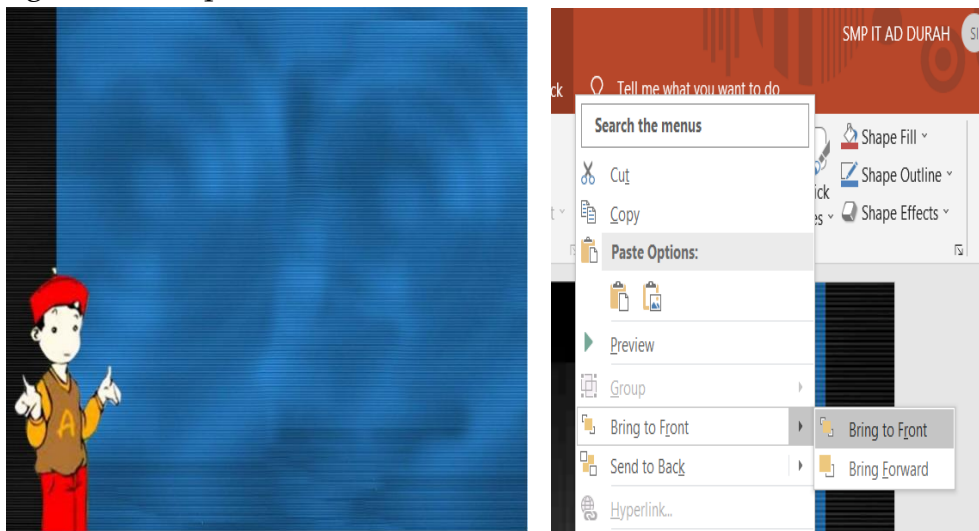 SMP IT AD DURAH
Tell me what you want to do
Search the menus
Cut
Copy
Paste Options:
Preview
Group
Bring to Front
Send to Back
Hyperlink...
Bring to Front
Bring Forward
Shape Fill
Shape Outline
Shape Effects
A